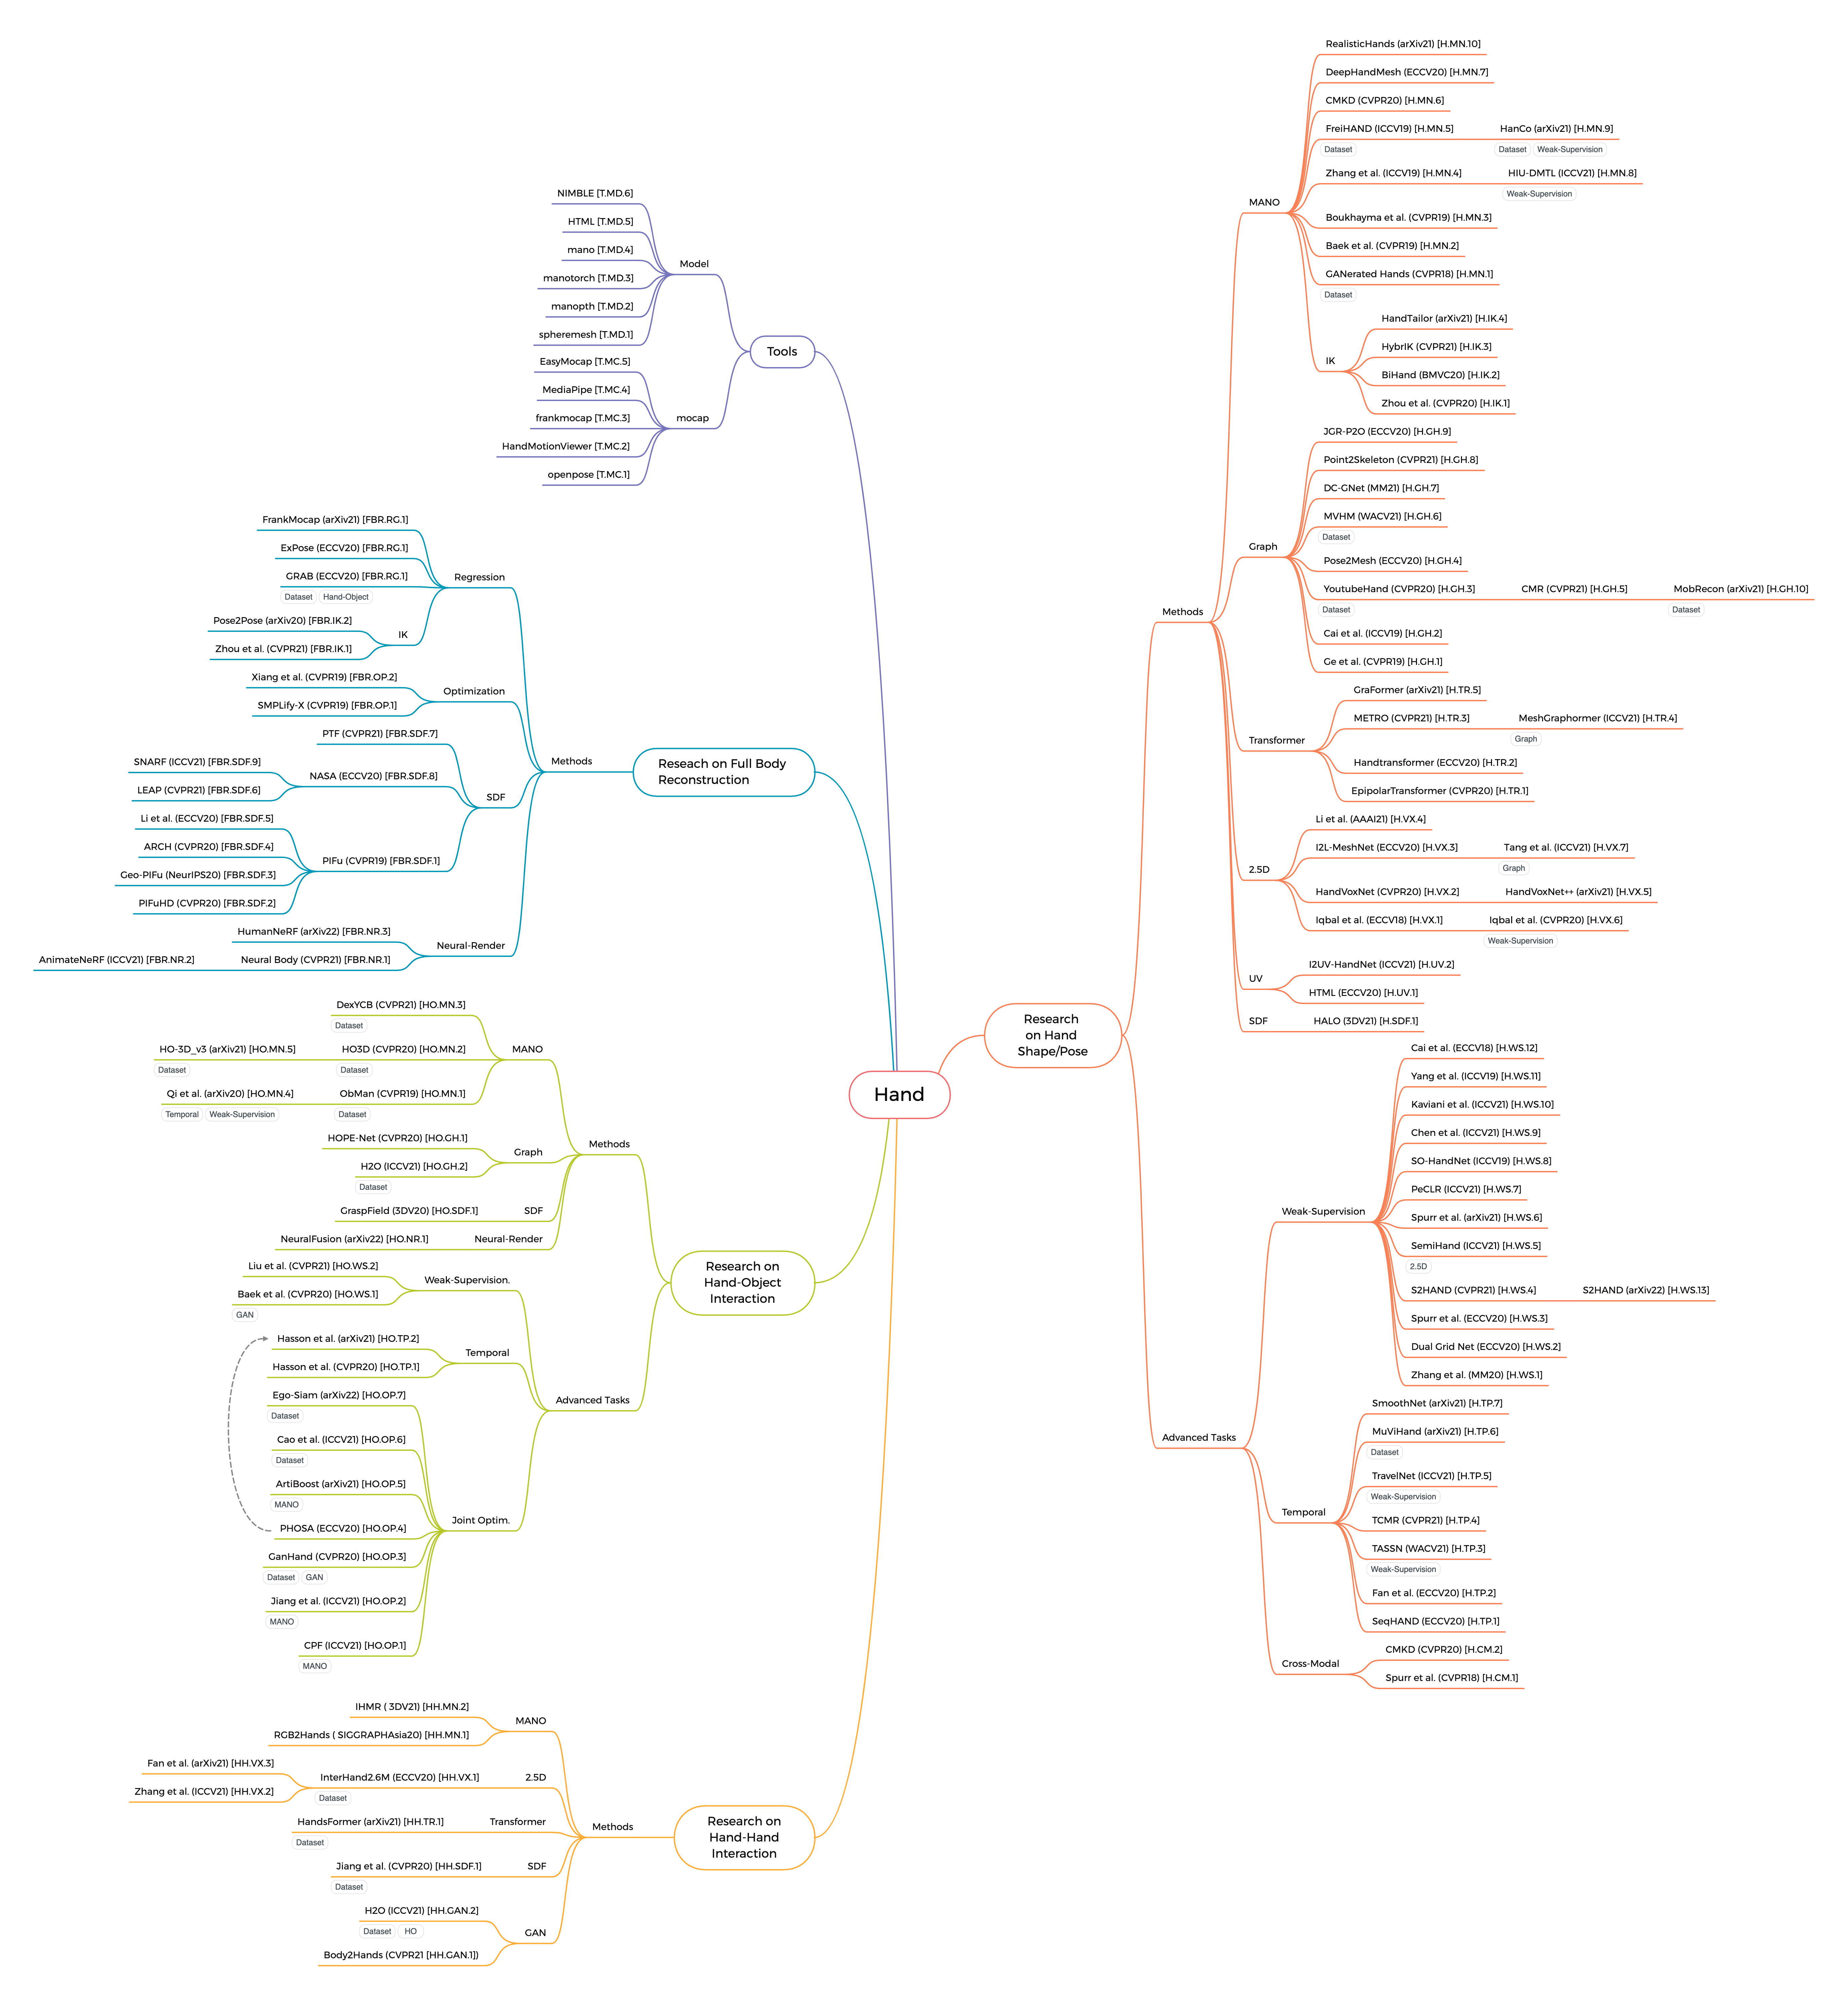 Hand
Tools
Model
NIMBLE [T.MD.6]
HTML [T.MD.5]
mano [T.MD.4]
manotorch [T.MD.3]
manopth [T.MD.2]
spheremesh [T.MD.1]
mocap
EasyMocap [T.MC.5]
MediaPipe [T.MC.4]
frankmocap [T.MC.3]
HandMotionViewer [T.MC.2]
openpose [T.MC.1]
Reseach on Full Body
Reconstruction
Methods
Regression
FrankMocap (arXiv21) [FBR.RG.1]
ExPose (ECCV20) [FBR.RG.1]
GRAB (ECCV20) [FBR.RG.1]
Dataset Hand-Object
IK
Pose2Pose (arXiv20) [FBR.IK.2]
Zhou et al. (CVPR21) [FBR.IK.1]
Optimization
Xiang et al. (CVPR19) [FBR.OP.2]
SMPLify-X (CVPR19) [FBR.OP.1]
SDF
PTF (CVPR21) [FBR.SDF.7]
NASA (ECCV20) [FBR.SDF.8]
SNARF (ICCV21) [FBR.SDF.9]
LEAP (CVPR21) [FBR.SDF.6]
PIFu (CVPR19) [FBR.SDF.1]
Li et al. (ECCV20) [FBR.SDF.5]
ARCH (CVPR20) [FBR.SDF.4]
Geo-PIFu (NeurIPS20) [FBR.SDF.3]
PIFuHD (CVPR20) [FBR.SDF.2]
Neural-Render
HumanNeRF (arXiv22) [FBR.NR.3]
Neural Body (CVPR21) [FBR.NR.1]
AnimateNeRF (ICCV21) [FBR.NR.2]
Research on
Hand-Object
Interaction
Methods
MANO
DexYCB (CVPR21) [HO.MN.3]
Dataset
HO3D (CVPR20) [HO.MN.2]
Dataset
HO-3D_v3 (arXiv21) [HO.MN.5]
Dataset
ObMan (CVPR19) [HO.MN.1]
Dataset
Qi et al. (arXiv20) [HO.MN.4]
Temporal Weak-Supervision
Graph
HOPE-Net (CVPR20) [HO.GH.1]
H2O (ICCV21) [HO.GH.2]
Dataset
SDF
GraspField (3DV20) [HO.SDF.1]
Neural-Render
NeuralFusion (arXiv22) [HO.NR.1]
Advanced Tasks
Weak-Supervision.
Liu et al. (CVPR21) [HO.WS.2]
Baek et al. (CVPR20) [HO.WS.1]
GAN
Temporal
Hasson et al. (arXiv21) [HO.TP.2]
Hasson et al. (CVPR20) [HO.TP.1]
Joint Optim.
Ego-Siam (arXiv22) [HO.OP.7]
Dataset
Cao et al. (ICCV21) [HO.OP.6]
Dataset
ArtiBoost (arXiv21) [HO.OP.5]
MANO
PHOSA (ECCV20) [HO.OP.4]
GanHand (CVPR20) [HO.OP.3]
Dataset GAN
Jiang et al. (ICCV21) [HO.OP.2]
MANO
CPF (ICCV21) [HO.OP.1]
MANO
Research on
Hand-Hand
Interaction
Methods
MANO
IHMR ( 3DV21) [HH.MN.2]
RGB2Hands ( SIGGRAPHAsia20) [HH.MN.1]
2.5D
InterHand2.6M (ECCV20) [HH.VX.1]
Dataset
Fan et al. (arXiv21) [HH.VX.3]
Zhang et al. (ICCV21) [HH.VX.2]
Transformer
HandsFormer (arXiv21) [HH.TR.1]
Dataset
SDF
Jiang et al. (CVPR20) [HH.SDF.1]
Dataset
GAN
H2O (ICCV21) [HH.GAN.2]
Dataset HO
Body2Hands (CVPR21 [HH.GAN.1])
Research
on Hand
Shape/Pose
Methods
MANO
RealisticHands (arXiv21) [H.MN.10]
DeepHandMesh (ECCV20) [H.MN.7]
CMKD (CVPR20) [H.MN.6]
FreiHAND (ICCV19) [H.MN.5]
Dataset
HanCo (arXiv21) [H.MN.9]
Dataset Weak-Supervision
Zhang et al. (ICCV19) [H.MN.4]
HIU-DMTL (ICCV21) [H.MN.8]
Weak-Supervision
Boukhayma et al. (CVPR19) [H.MN.3]
Baek et al. (CVPR19) [H.MN.2]
GANerated Hands (CVPR18) [H.MN.1]
Dataset
IK
HandTailor (arXiv21) [H.IK.4]
HybrIK (CVPR21) [H.IK.3]
BiHand (BMVC20) [H.IK.2]
Zhou et al. (CVPR20) [H.IK.1]
Graph
JGR-P2O (ECCV20) [H.GH.9]
Point2Skeleton (CVPR21) [H.GH.8]
DC-GNet (MM21) [H.GH.7]
MVHM (WACV21) [H.GH.6]
Dataset
Pose2Mesh (ECCV20) [H.GH.4]
YoutubeHand (CVPR20) [H.GH.3]
Dataset
CMR (CVPR21) [H.GH.5]
MobRecon (arXiv21) [H.GH.10]
Dataset
Cai et al. (ICCV19) [H.GH.2]
Ge et al. (CVPR19) [H.GH.1]
Transformer
GraFormer (arXiv21) [H.TR.5]
METRO (CVPR21) [H.TR.3]
MeshGraphormer (ICCV21) [H.TR.4]
Graph
Handtransformer (ECCV20) [H.TR.2]
EpipolarTransformer (CVPR20) [H.TR.1]
2.5D
Li et al. (AAAI21) [H.VX.4]
I2L-MeshNet (ECCV20) [H.VX.3]
Tang et al. (ICCV21) [H.VX.7]
Graph
HandVoxNet (CVPR20) [H.VX.2]
HandVoxNet++ (arXiv21) [H.VX.5]
Iqbal et al. (ECCV18) [H.VX.1]
Iqbal et al. (CVPR20) [H.VX.6]
Weak-Supervision
UV
I2UV-HandNet (ICCV21) [H.UV.2]
HTML (ECCV20) [H.UV.1]
SDF
HALO (3DV21) [H.SDF.1]
Advanced Tasks
Weak-Supervision
Cai et al. (ECCV18) [H.WS.12]
Yang et al. (ICCV19) [H.WS.11]
Kaviani et al. (ICCV21) [H.WS.10]
Chen et al. (ICCV21) [H.WS.9]
SO-HandNet (ICCV19) [H.WS.8]
PeCLR (ICCV21) [H.WS.7]
Spurr et al. (arXiv21) [H.WS.6]
SemiHand (ICCV21) [H.WS.5]
2.5D
S2HAND (CVPR21) [H.WS.4]
S2HAND (arXiv22) [H.WS.13]
Spurr et al. (ECCV20) [H.WS.3]
Dual Grid Net (ECCV20) [H.WS.2]
Zhang et al. (MM20) [H.WS.1]
Temporal
SmoothNet (arXiv21) [H.TP.7]
MuViHand (arXiv21) [H.TP.6]
Dataset
TravelNet (ICCV21) [H.TP.5]
Weak-Supervision
TCMR (CVPR21) [H.TP.4]
TASSN (WACV21) [H.TP.3]
Weak-Supervision
Fan et al. (ECCV20) [H.TP.2]
SeqHAND (ECCV20) [H.TP.1]
Cross-Modal
CMKD (CVPR20) [H.CM.2]
Spurr et al. (CVPR18) [H.CM.1]